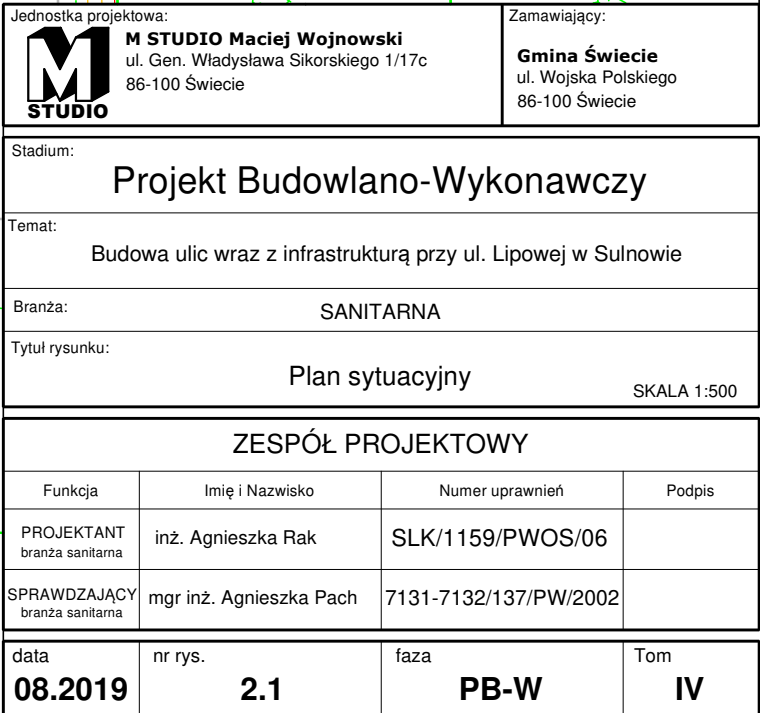 Jednostka projektowa:
M STUDIO
M STUDIO Maciej Wojnowski
ul. Gen. Władysława Sikorskiego 1/17c
86-100 Świecie
Zamawiający:
Gmina Świecie
ul. Wojska Polskiego
86-100 Świecie
Stadium:
Projekt Budowlano-Wykonawczy
Temat:
Budowa ulic wraz z infrastrukturą przy ul. Lipowej w Sulnowie
Branża:
SANITARNA
Tytuł rysunku:
Plan sytuacyjny
SKALA 1:500
ZESPÓŁ PROJEKTOWY
Funkcja Imię i Nazwisko Numer uprawnień Podpis
PROJEKTANT
branża sanitarna
inż. Agnieszka Rak
SLK/1159/PWOS/06
SPRAWDZAJĄCY
branża sanitarna
mgr inż. Agnieszka Pach
7131-7132/137/PW/2002
data nr rys. faza Tom
08.2019 2.1 PB-W IV